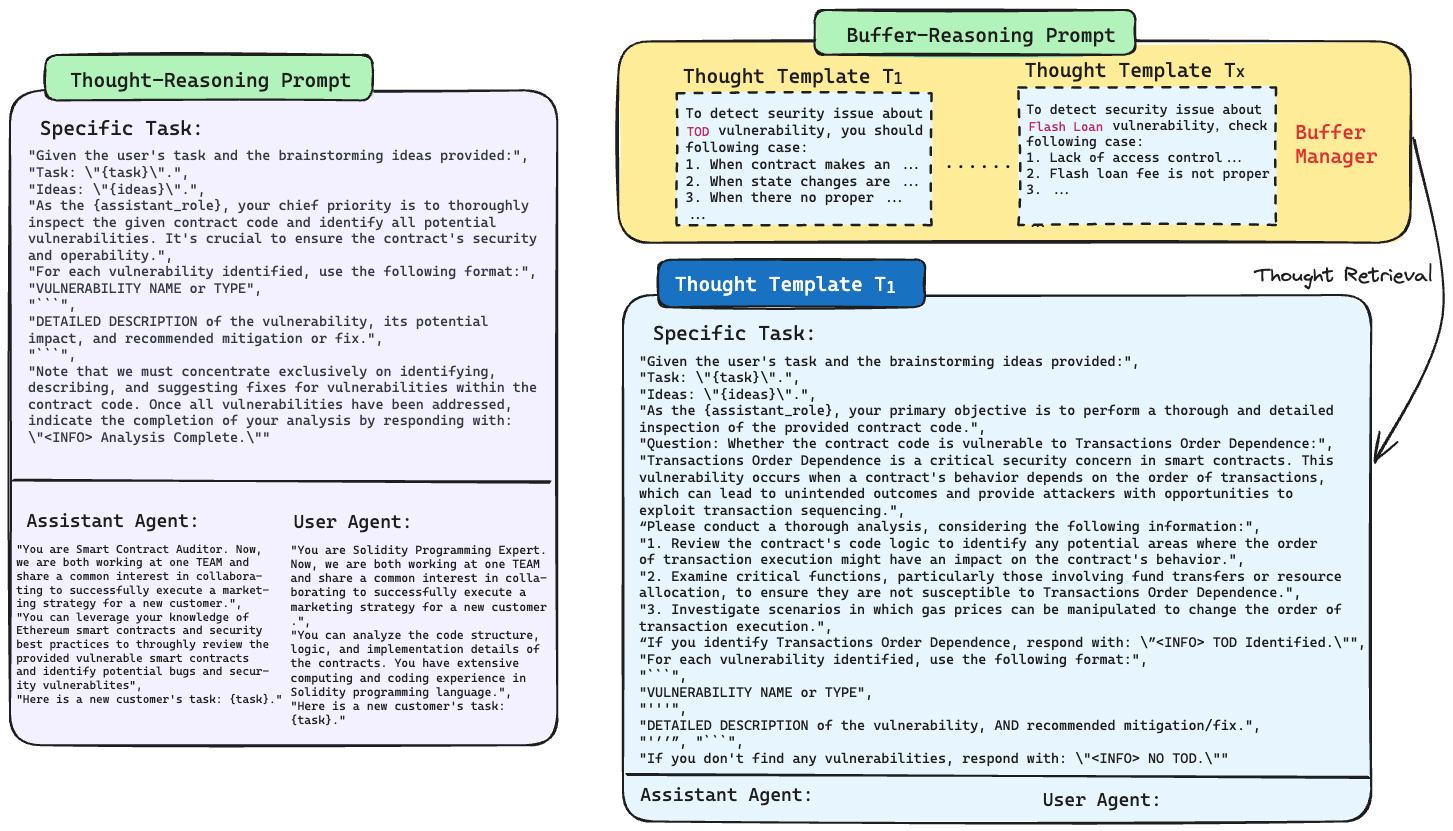 Thought-Reasoning Prompt
Specific Task:
"Given the user's task and the brainstorming ideas provided:",
"Task: \"{task}\".",
"Ideas: \"{ideas}\".",
"As the {assistant_role}, your chief priority is to thoroughly
inspect the given contract code and identify all potential
vulnerabilities. It's crucial to ensure the contract's security
and operability.",
"For each vulnerability identified, use the following format:",
"VULNERABILITY NAME or TYPE",
"```",
"DETAILED DESCRIPTION of the vulnerability, its potential
impact, and recommended mitigation or fix.",
"```",
"Note that we must concentrate exclusively on identifying,
describing, and suggesting fixes for vulnerabilities within the
contract code. Once all vulnerabilities have been addressed,
indicate the completion of your analysis by responding with:
\"<INFO> Analysis Complete.\""
Assistant Agent:
"You are Smart Contract Auditor. Now,
we are both working at one TEAM and
share a common interest in collabora-
ting to successfully execute a market-
ing strategy for a new customer.",
"You can leverage your knowledge of
Ethereum smart contracts and security
best practices to throughly review the
provided vulnerable smart contracts
and identify potential bugs and secur-
ity vulnerablites",
"Here is a new customer's task: {task}."
User Agent:
"You are Solidity Programming Expert.
Now, we are both working at one TEAM
and share a common interest in colla-
borating to successfully execute a
marketing strategy for a new customer
.",
"You can analyze the code structure,
logic, and implementation details of
the contracts. You have extensive
computing and coding experience in
Solidity programming language.",
"Here is a new customer's task:
{task}."
Buffer-Reasoning Prompt
Thought Template T1
To detect seurity issue about
TOD vulnerability, you should
following case:
1. When contract makes an ...
2. When state changes are ...
3. When there no proper ...
...
......
Thought Template Tx
To detect security issue about
Flash Loan vulnerability, check
following case:
1. Lack of access control...
2. Flash loan fee is not proper
3. ...
...
Buffer
Manager
Thought Retrieval
Thought Template T1
Specific Task:
"Given the user's task and the brainstorming ideas provided:",
"Task: \"{task}\".",
"Ideas: \"{ideas}\".",
"As the {assistant_role}, your primary objective is to perform a thorough and detailed
inspection of the provided contract code.",
"Question: Whether the contract code is vulnerable to Transactions Order Dependence:",
"Transactions Order Dependence is a critical security concern in smart contracts. This
vulnerability occurs when a contract's behavior depends on the order of transactions,
which can lead to unintended outcomes and provide attackers with opportunities to
exploit transaction sequencing.",
“Please conduct a thorough analysis, considering the following information:",
"1. Review the contract's code logic to identify any potential areas where the order
of transaction execution might have an impact on the contract's behavior.",
"2. Examine critical functions, particularly those involving fund transfers or resource
allocation, to ensure they are not susceptible to Transactions Order Dependence.",
"3. Investigate scenarios in which gas prices can be manipulated to change the order of
transaction execution.",
“If you identify Transactions Order Dependence, respond with: \”<INFO> TOD Identified.\"",
"For each vulnerability identified, use the following format:",
"```",
"VULNERABILITY NAME or TYPE",
"'''",
"DETAILED DESCRIPTION of the vulnerability, AND recommended mitigation/fix.",
"'’’”, "```",
"If you don't find any vulnerabilities, respond with: \"<INFO> NO TOD.\""
Assistant Agent:
User Agent: